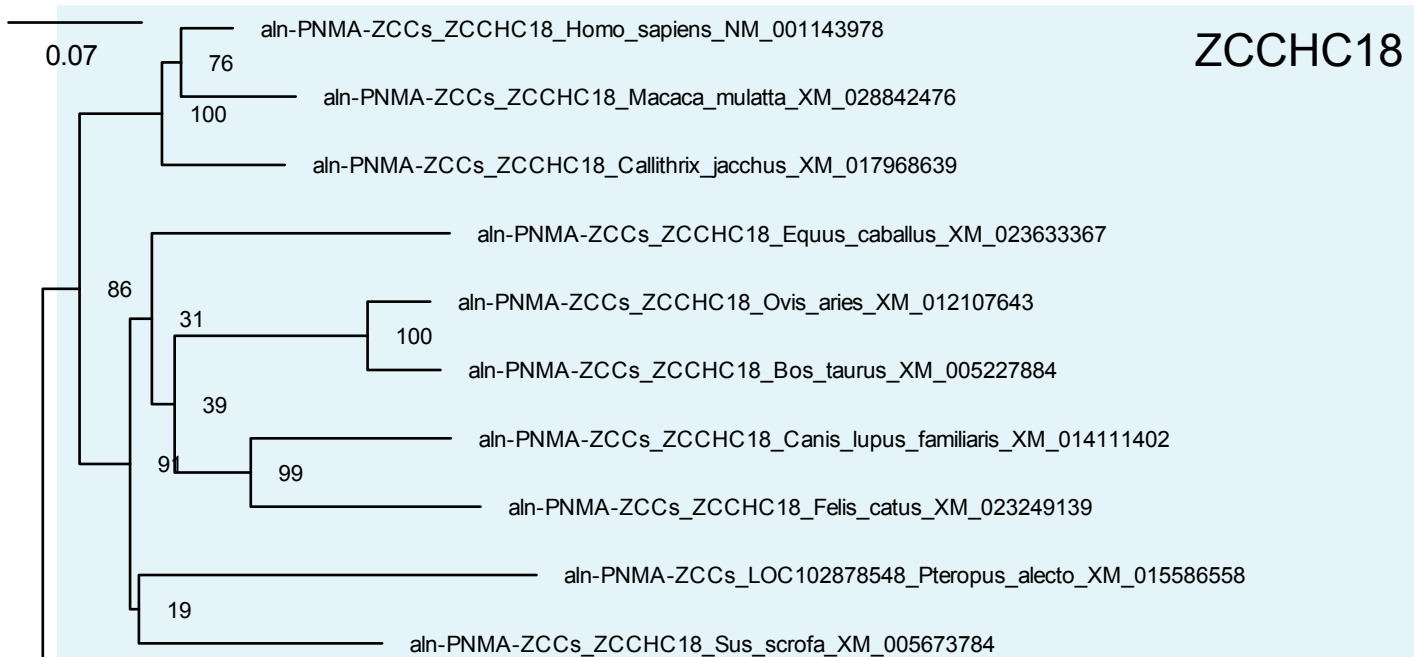 aln-PNMA-ZCCs_ZCCHC18_Homo_sapiens_NM_001143978
ZCCHC18
0.07
76
aln-PNMA-ZCCs_ZCCHC18_Macaca_mulatta_XM_028842476
100
aln-PNMA-ZCCs_ZCCHC18_Callithrix_jacchus_XM_017968639
aln-PNMA-ZCCs_ZCCHC18_Equus_caballus_XM_023633367
86
aln-PNMA-ZCCs_ZCCHC18_Ovis_aries_XM_012107643
31
100
aln-PNMA-ZCCs_ZCCHC18_Bos_taurus_XM_005227884
39
aln-PNMA-ZCCs_ZCCHC18_Canis_lupus_familiaris_XM_014111402
91
99
aln-PNMA-ZCCs_ZCCHC18_Felis_catus_XM_023249139
aln-PNMA-ZCCs_LOC102878548_Pteropus_alecto_XM_015586558
19
aln-PNMA-ZCCs_ZCCHC18_Sus_scrofa_XM_005673784